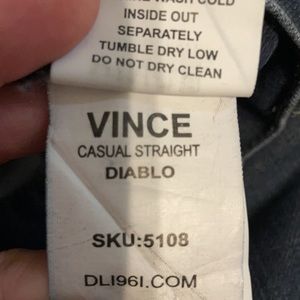 WASH COLD
INSIDE OUT
SEPARATELY
TUMBLE DRY LOW
DO NOT DRY CLEAN
VINCE
CASUAL STRAIGHT
DIABLO
SKU:5108
DL1961.COM